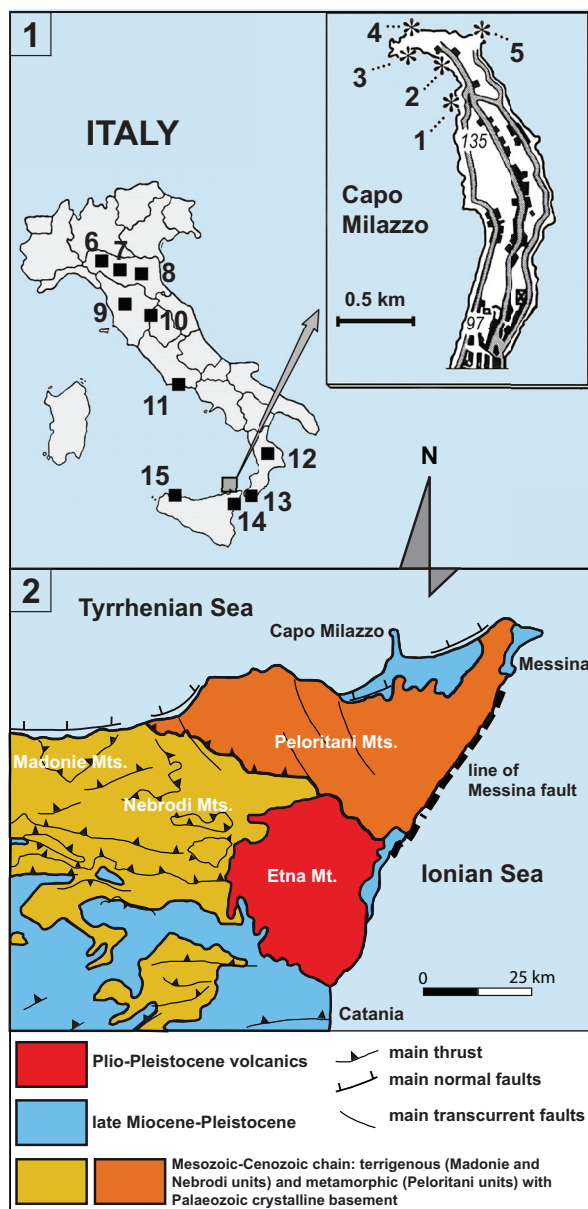 1
ITALY
6
7
8
9
10
11
12
13
14
15
4
5
3
2
1
135
Capo
Milazzo
0.5 km
97
N
2
Tyrrhenian Sea
Capo Milazzo
Messina
Peloritani Mts.
Madonie Mts.
line of
Messina fault
Nebrodi Mts.
Etna Mt.
Ionian Sea
0 25 km
Catania
Plio-Pleistocene volcanics
main thrust
main normal faults
late Miocene-Pleistocene
main transcurrent faults
Mesozoic-Cenozoic chain: terrigenous (Madonie and
Nebrodi units) and metamorphic (Peloritani units) with
Palaeozoic crystalline basement